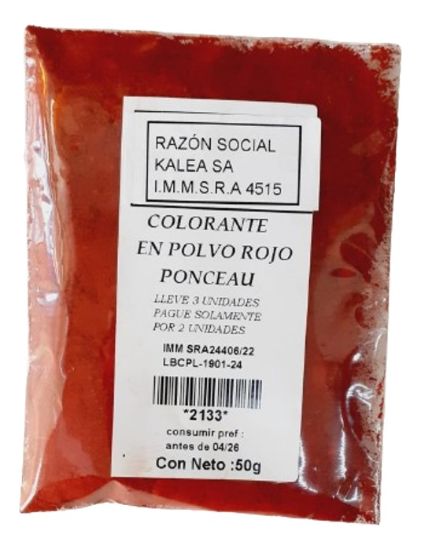 RAZÓN SOCIAL
KALEA SA
I.M.M.S.R.A 4515
COLORANTE
EN POLVO ROJO
PONCEAU
LLEVE 3 UNIDADES
PAGUE SOLAMENTE
POR 2 UNIDADES
IMM SRA24406/22
LBCPL-1901-24
*2133*
consumir pref :
antes de 04/26
Con Neto :50g